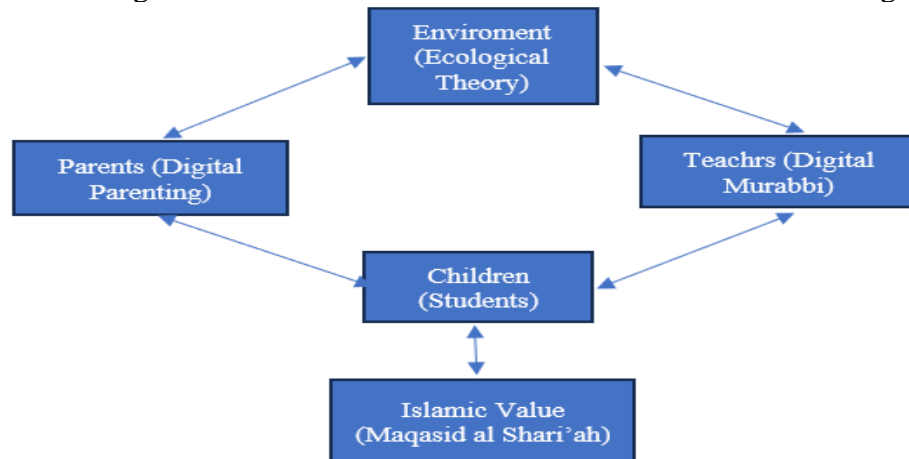 Enviroment
(Ecological
Theory)
Parents (Digital
Parenting)
Teachrs (Digital
Murabbi)
Children
(Students)
Islamic Value
(Maqasid al Shari’ah)